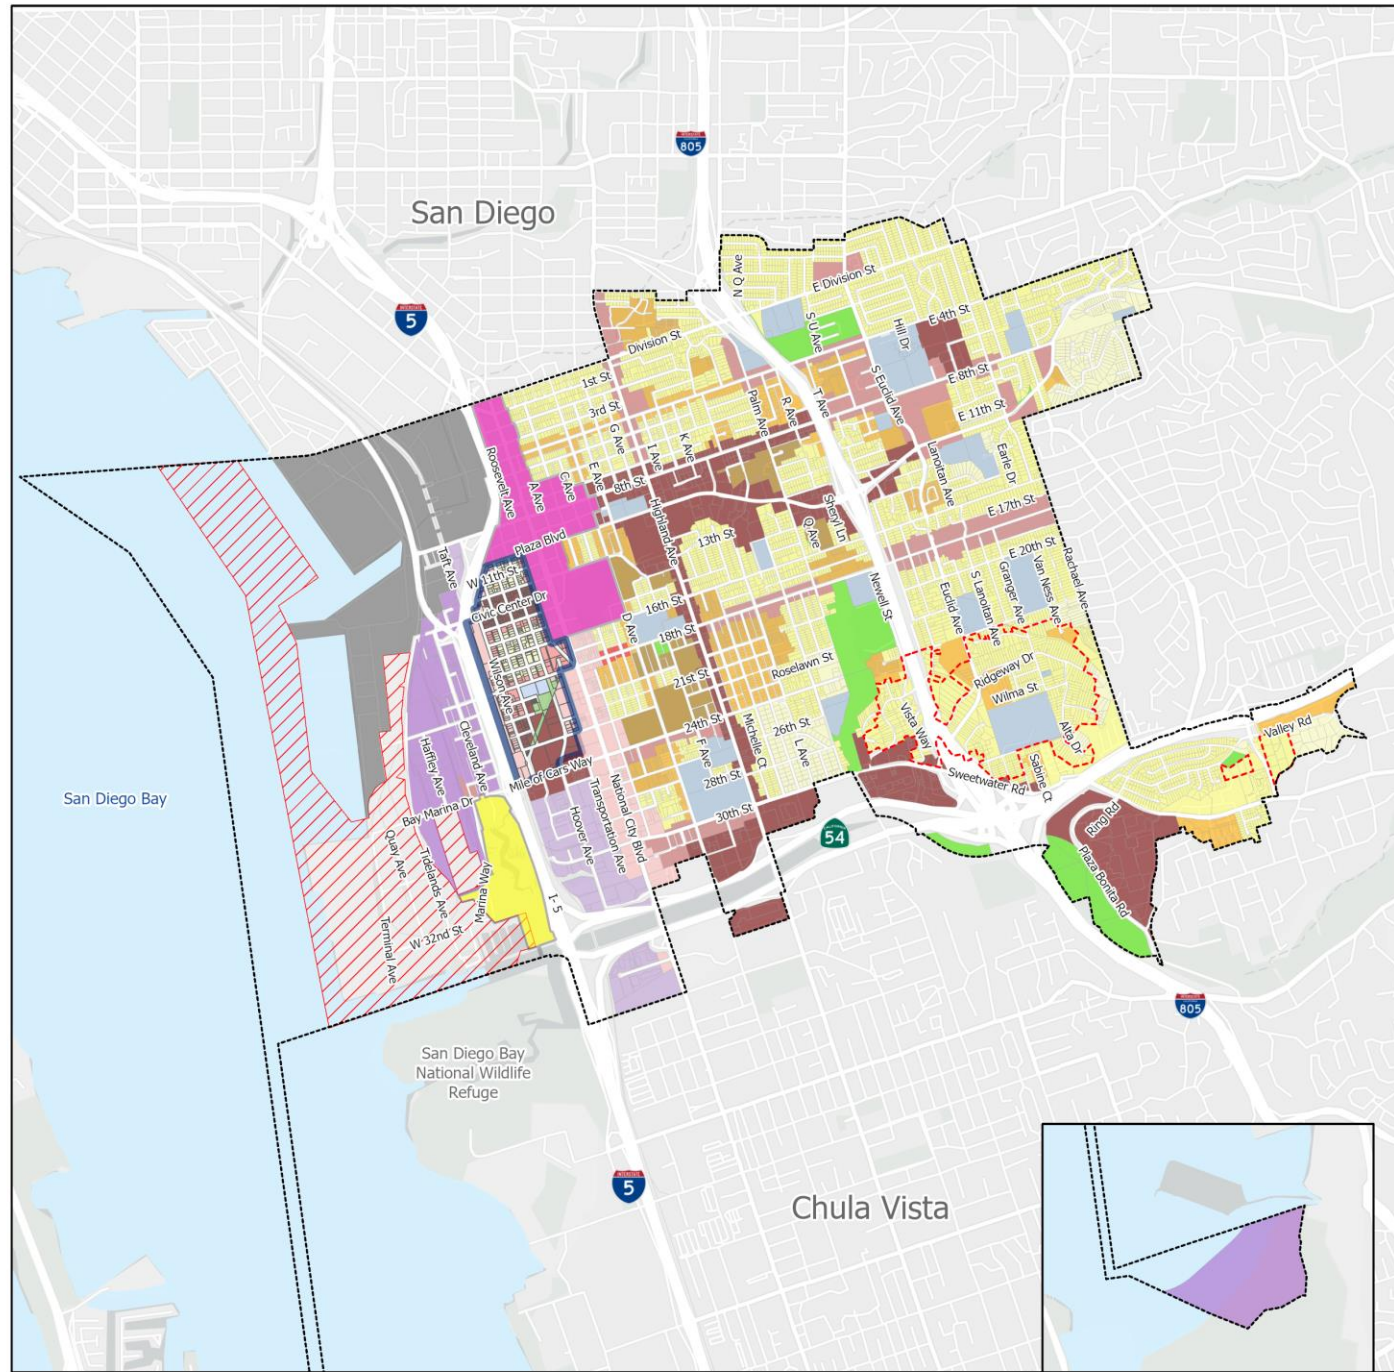 INTERSTATE
805
San Diego
N Q Ave
E Division St
INTERSTATE
5
S U Ave
Hill Dr
E 4th St
Division St
1st St
E 8th St
S Euclid Ave
3rd St
T Ave
R Ave
Palm Ave
E 11th St
G Ave
K Ave
I Ave
Lanoitan Ave
Earle Dr
Roosevelt Ave
E Ave
C Ave
A Ave
8th St
Highland Ave
Sheryl Ln
E 17th St
Plaza Blvd
13th St
Q Ave
E 20th St
Taft Ave
W 11th St
Van Ness Ave
Rachael Ave
Civic Center Dr
Newell St
Granger Ave
S Lanoitan Ave
Euclid Ave
16th St
D Ave
18th St
Roselawn St
Ridgeway Dr
Wilson Ave
21st St
Wilma St
24th St
26th St
Vista Way
Alta Dr
Valley Rd
Michelle Ct
L Ave
F Ave
Cleveland Ave
Haffley Ave
Mile of Cars Way
28th St
Sabine Ct
Sweetwater Rd
San Diego Bay
Bay Marina Dr
30th St
National City Blvd
Transportation Ave
Hoover Ave
Ring Rd
CALIFORNIA
54
Quay Ave
Tidelands Ave
Marina Way
Plaza Bonita Rd
I- 5
W 32nd St
Terminal Ave
INTERSTATE
805
San Diego Bay
National Wildlife
Refuge
INTERSTATE
5
Chula Vista